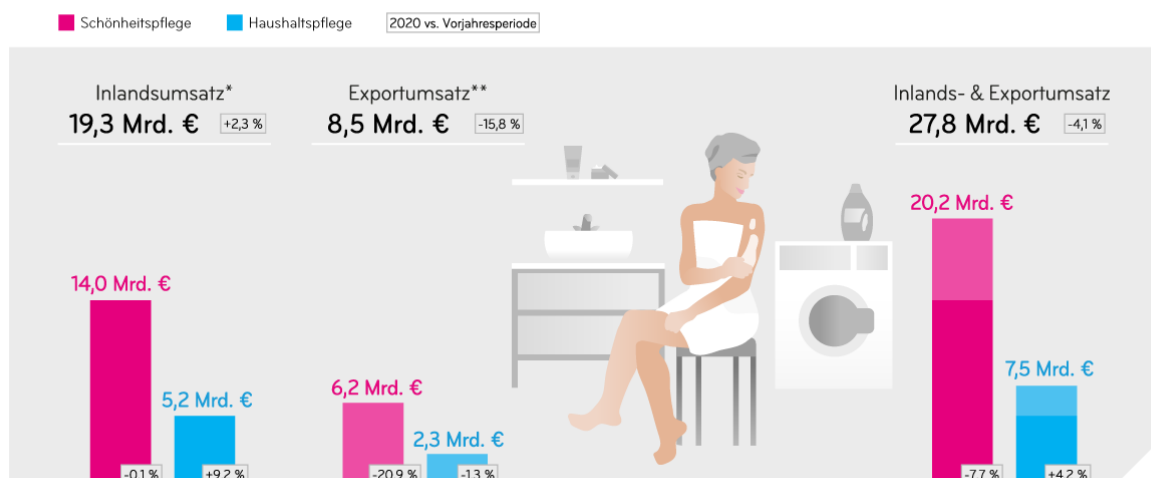 Schönheitspflege
Haushaltspflege
2020 vs. Vorjahresperiode
Inlandsumsatz*
19,3 Mrd. €
+2,3 %
Exportumsatz**
8,5 Mrd. €
-15,8 %
Inlands- & Exportumsatz
27,8 Mrd. €
-4,1 %
14,0 Mrd. €
-0,1 %
5,2 Mrd. €
+9,2 %
6,2 Mrd. €
-20,9 %
2,3 Mrd. €
-1,3 %
20,2 Mrd. €
-7,7 %
7,5 Mrd. €
+4,2 %